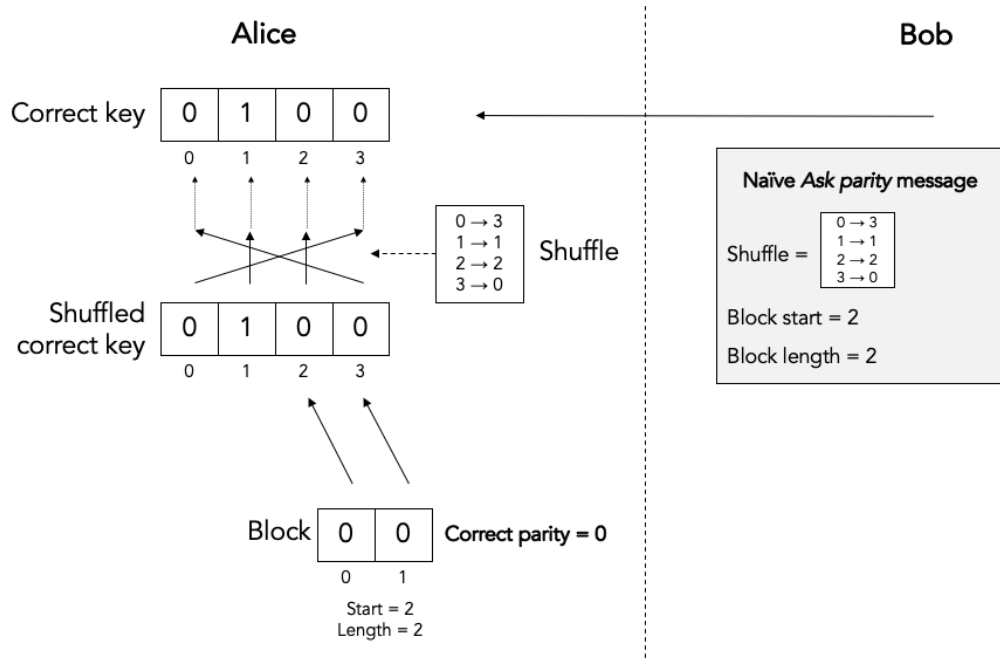 Alice
Bob
Correct key
0 1 0 0
0 1 2 3
Naïve Ask parity message
Shuffle =
0 → 3
1 → 1
2 → 2
3 → 0
Block start = 2
Block length = 2
0 → 3
1 → 1
2 → 2
3 → 0
Shuffle
Shuffled
correct key
0 1 0 0
0 1 2 3
Block
0 0
Correct parity = 0
0 1
Start = 2
Length = 2